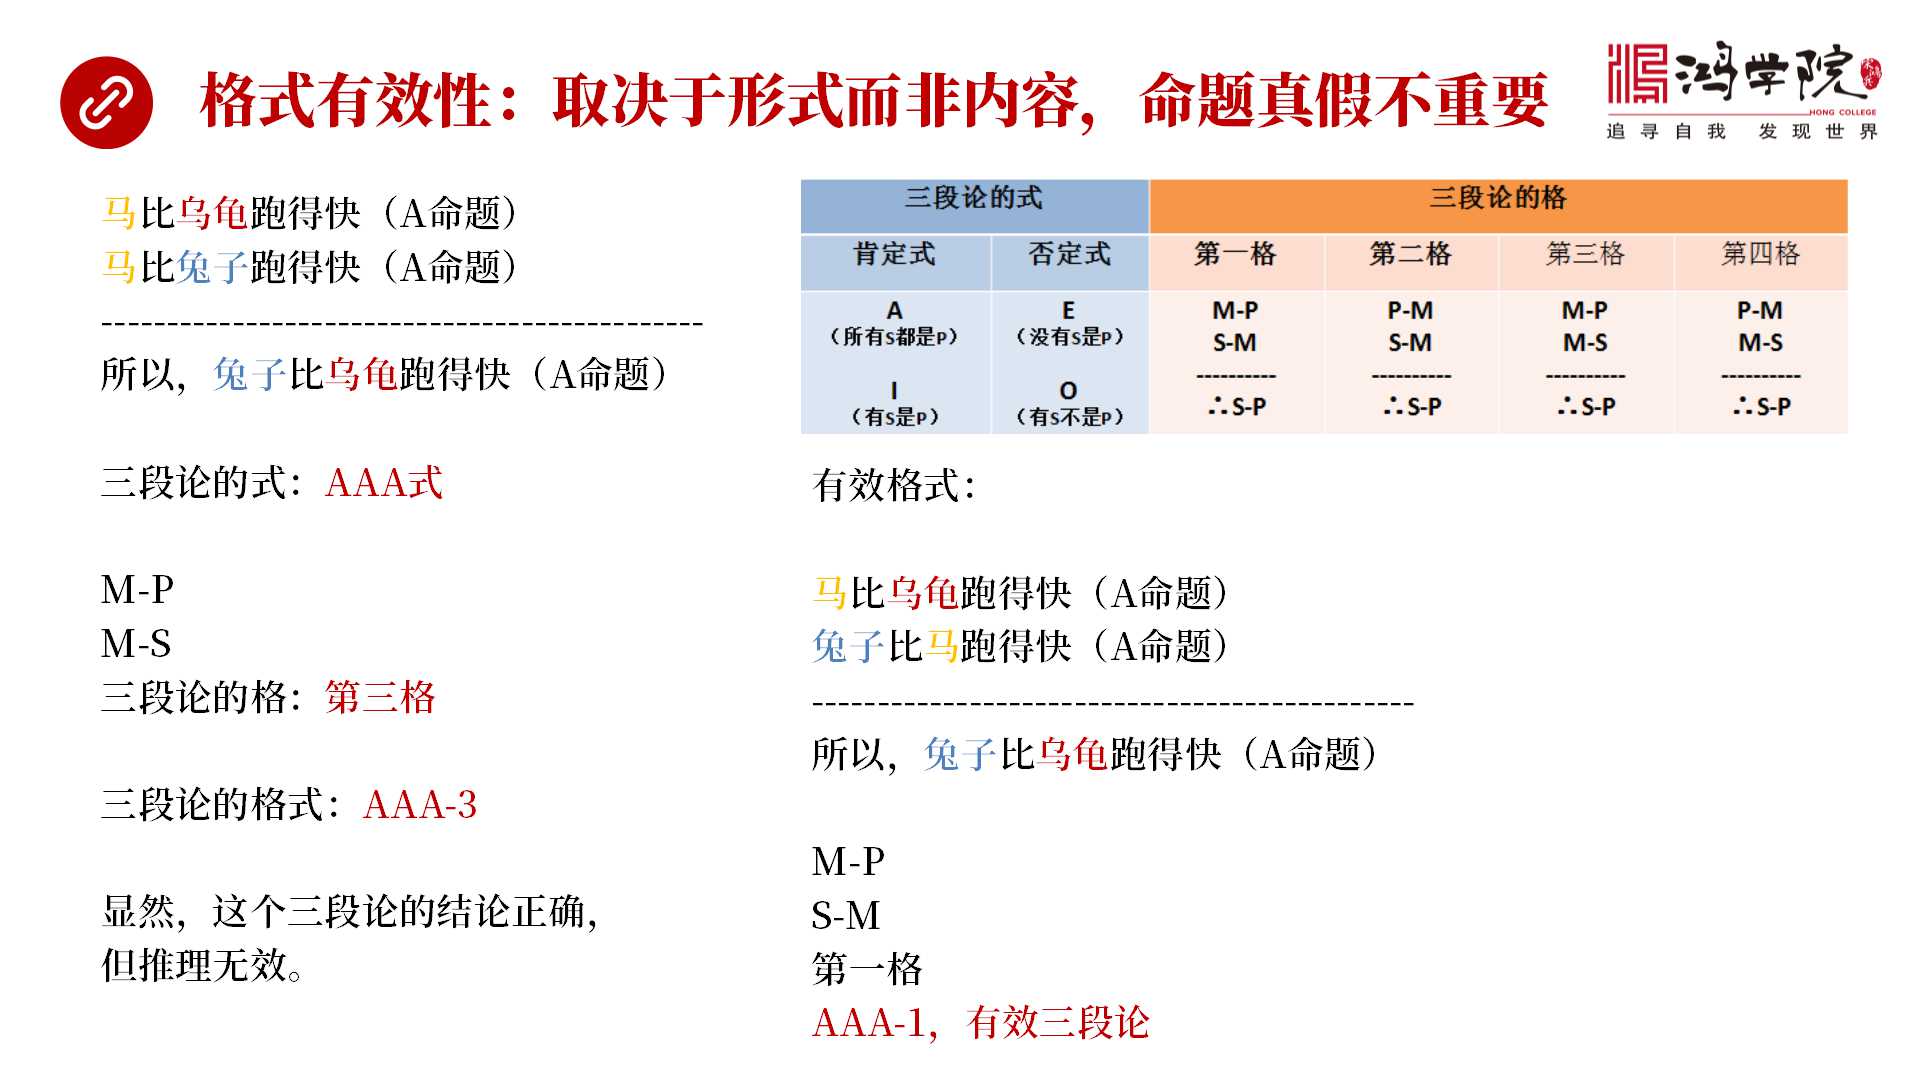 格式有效性：取决于形式而非内容，命题真假不重要
鸿学院
HONG COLLEGE
追寻自我 发现世界
马比乌龟跑得快（A命题）
马比兔子跑得快（A命题）
----------------------------------------------
所以，兔子比乌龟跑得快（A命题）
三段论的式：AAA式
M-P
M-S
三段论的格：第三格
三段论的格式：AAA-3
显然，这个三段论的结论正确，
但推理无效。
三段论的式 三段论的格
肯定式 否定式 第一格 第二格 第三格 第四格
A E M-P P-M M-P P-M
（所有S都是P） （没有S是P） S-M S-M M-S M-S
---------- ---------- ---------- ----------
I O ∴S-P ∴S-P ∴S-P ∴S-P
（有S是P） （有S不是P）
有效格式：
马比乌龟跑得快（A命题）
兔子比马跑得快（A命题）
----------------------------------------------
所以，兔子比乌龟跑得快（A命题）
M-P
S-M
第一格
AAA-1，有效三段论